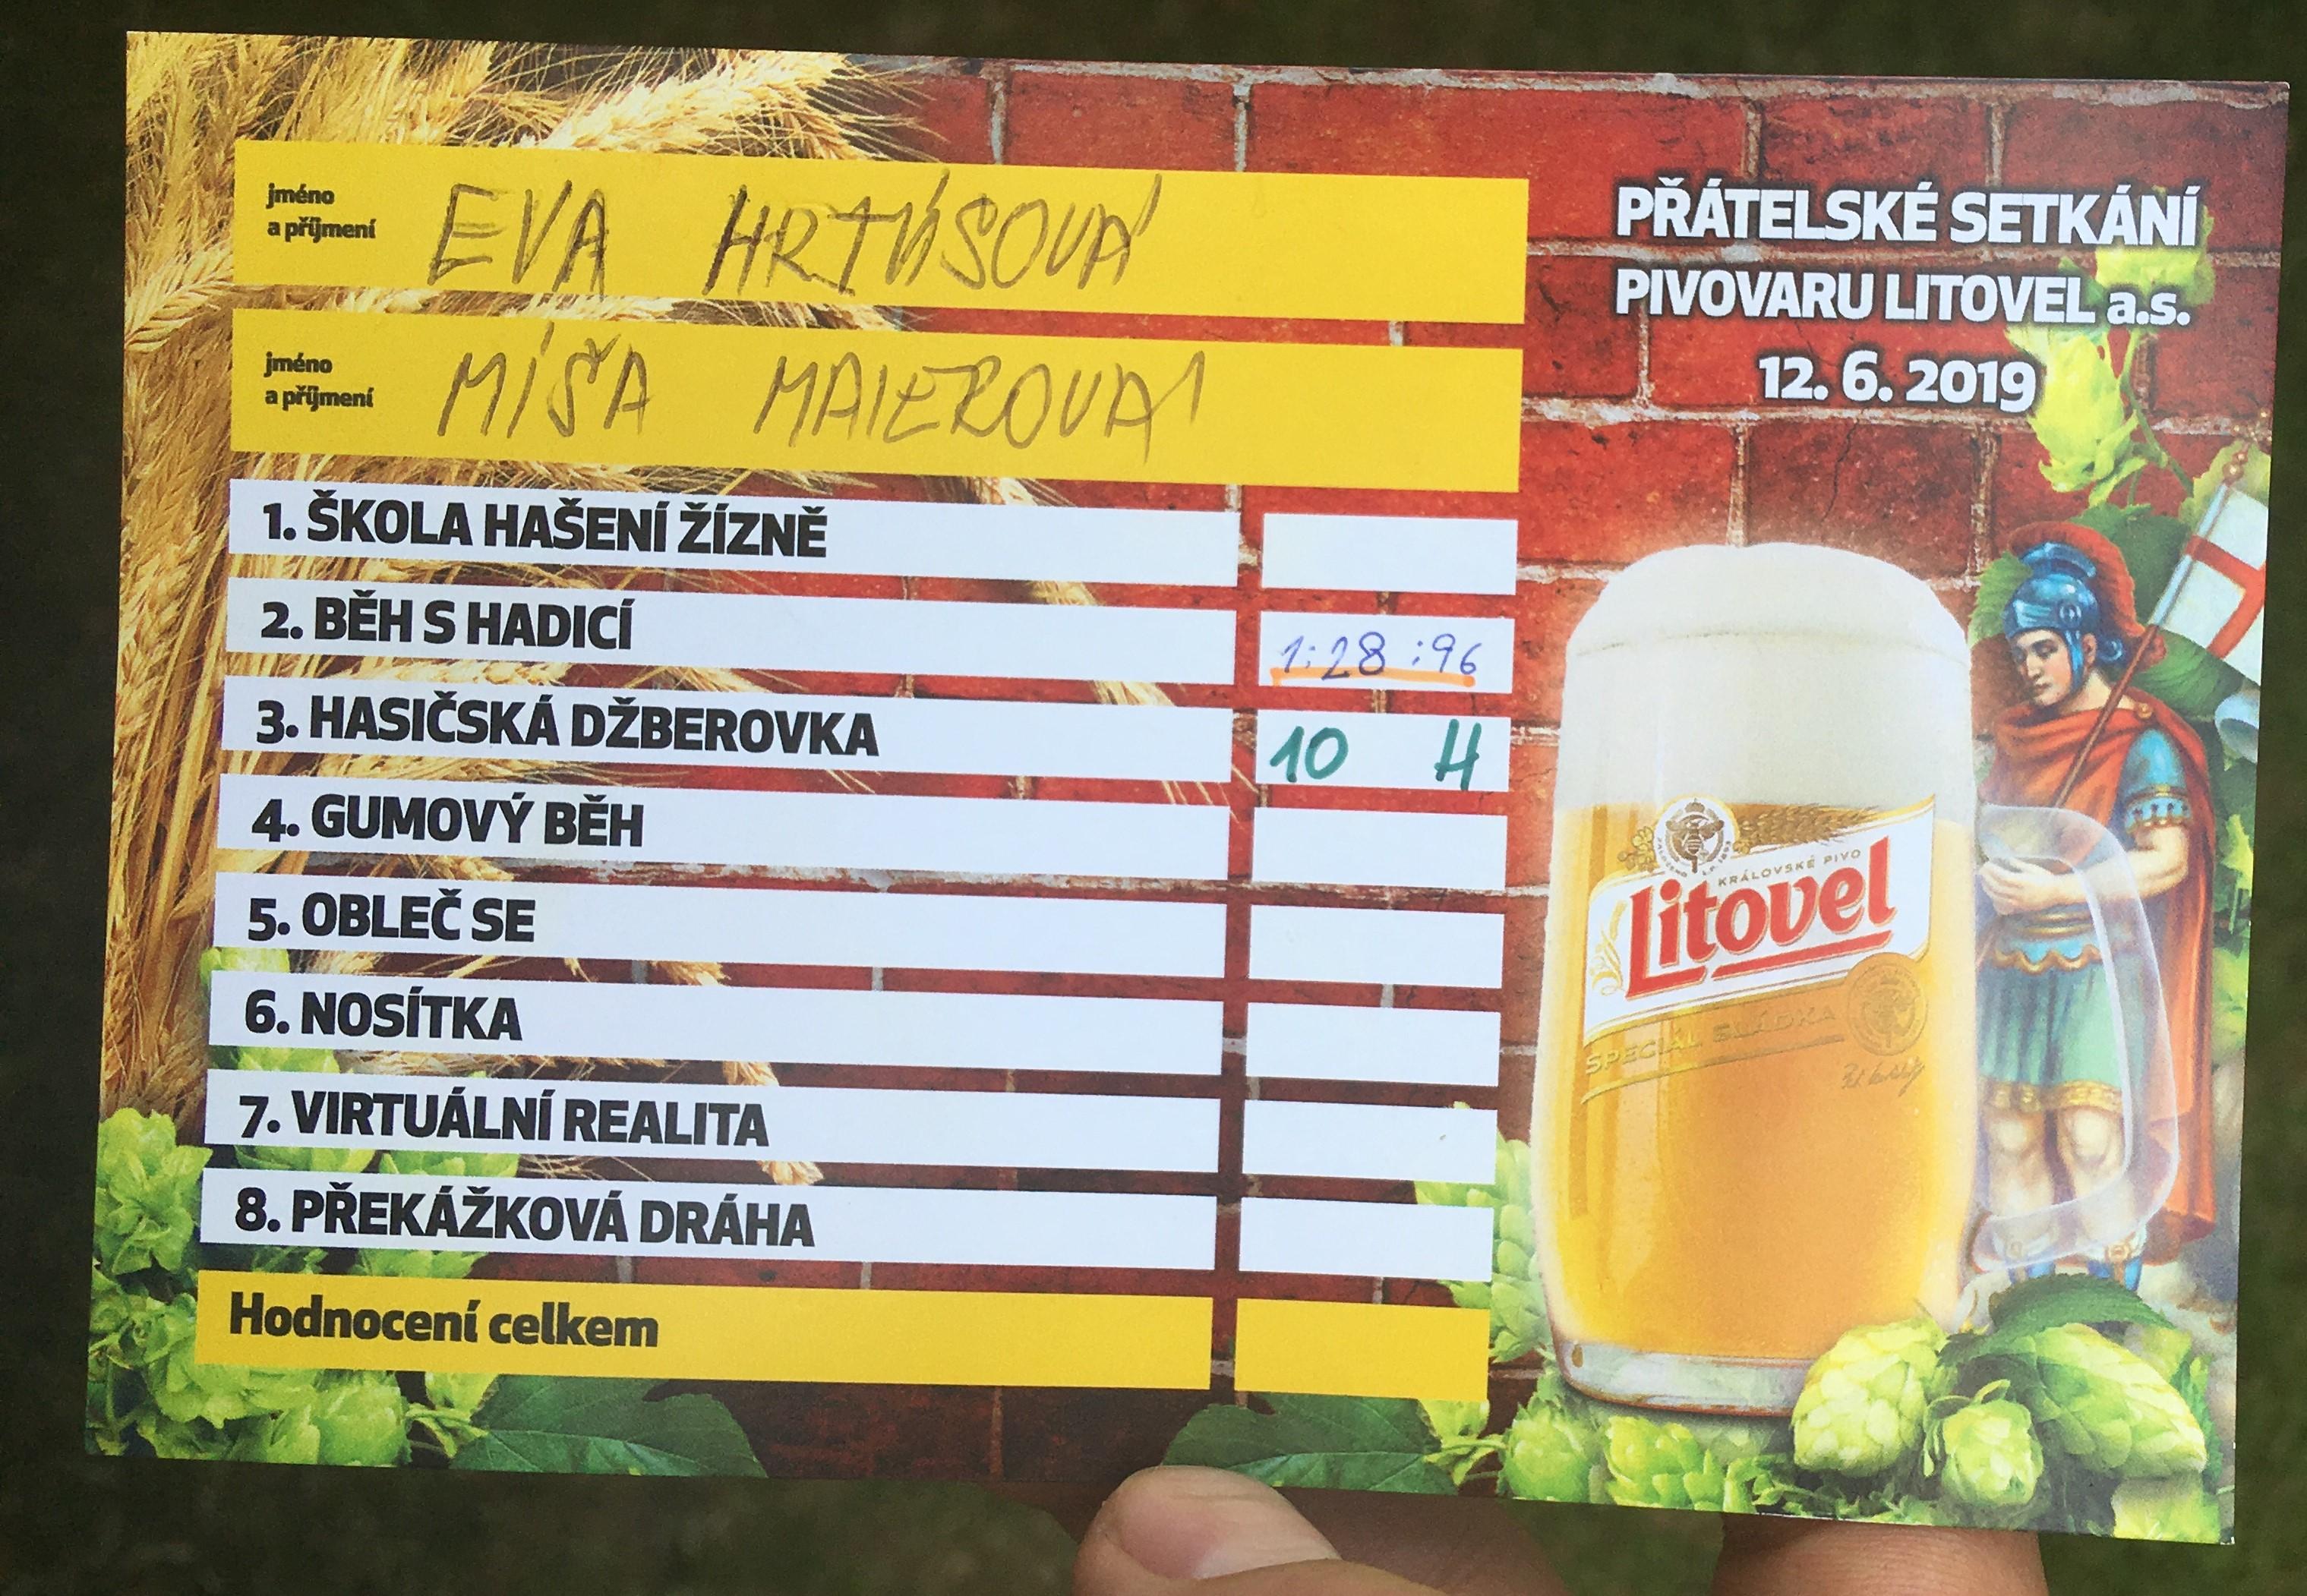 jméno
a příjmení
EVA HRTÚSOVÁ
jméno
a příjmení
MÍŠA MAIEROVÁ
1. ŠKOLA HAŠENÍ ŽÍZNĚ
2. BĚH S HADICÍ
1:28:96
3. HASIČSKÁ DŽBEROVKA
10 4
4. GUMOVÝ BĚH
5. OBLEČ SE
6. NOSÍTKA
7. VIRTUÁLNÍ REALITA
8. PŘEKÁŽKOVÁ DRÁHA
Hodnocení celkem
PŘÁTELSKÉ SETKÁNÍ
PIVOVARU LITOVEL a.s.
12. 6. 2019
KRÁLOVSKÉ PIVO
Litovel
SPECIÁL SLÁDKA